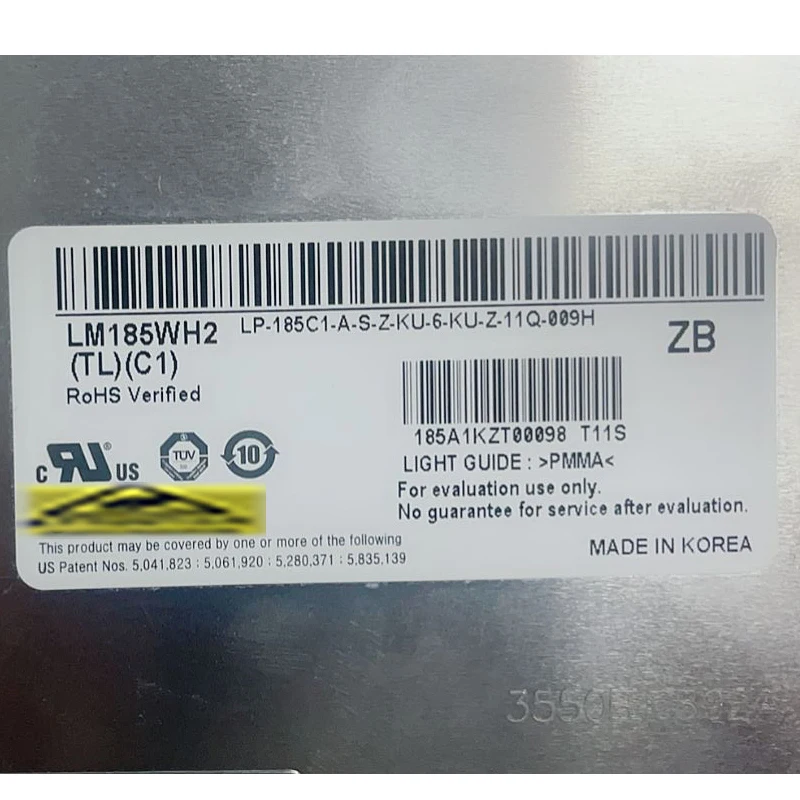 LM185WH2
(TL)(C1)
RoHS Verified
LP-185C1-A-S-Z-KU-6-KU-Z-11Q-009H
ZB
185A1KZT00098 T11S
LIGHT GUIDE : >PMMA<
For evaluation use only.
No guarantee for service after evaluation.
c RU US
TUV
10
This product may be covered by one or more of the following
US Patent Nos. 5,041,823 : 5,061,920 : 5,280,371 : 5,835,139
MADE IN KOREA